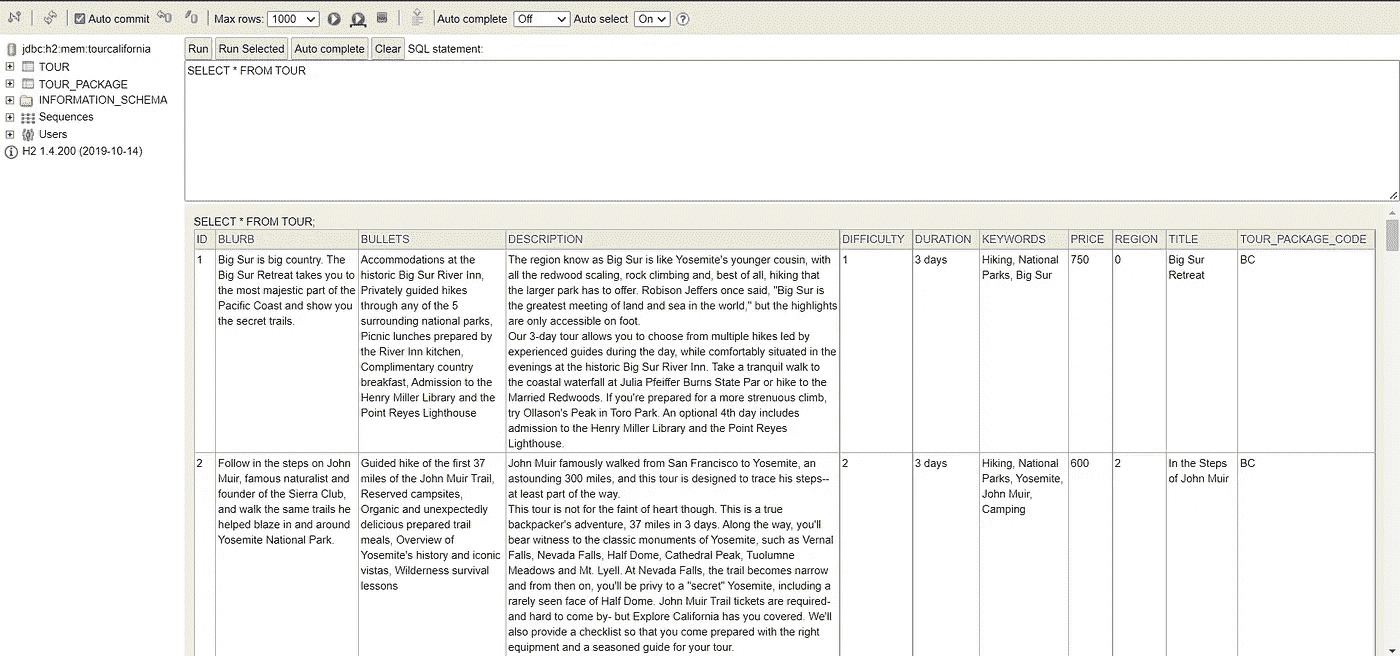 Auto commit Max rows: 1000 Auto complete Off Auto select On ?
jdbc:h2:mem:tourcalifornia
TOUR
TOUR_PACKAGE
INFORMATION_SCHEMA
Sequences
Users
H2 1.4.200 (2019-10-14)
Run Run Selected Auto complete Clear SQL statement:
SELECT * FROM TOUR
SELECT * FROM TOUR;
ID BLURB BULLETS DESCRIPTION DIFFICULTY DURATION KEYWORDS PRICE REGION TITLE TOUR_PACKAGE_CODE
1
Big Sur is big country. The
Big Sur Retreat takes you to
the most majestic part of the
Pacific Coast and show you
the secret trails.
Accommodations at the
historic Big Sur River Inn,
Privately guided hikes
through any of the 5
surrounding national parks,
Picnic lunches prepared by
the River Inn kitchen,
Complimentary country
breakfast, Admission to the
Henry Miller Library and the
Point Reyes Lighthouse
The region know as Big Sur is like Yosemite's younger cousin, with
all the redwood scaling, rock climbing and, best of all, hiking that
the larger park has to offer. Robison Jeffers once said, "Big Sur is
the greatest meeting of land and sea in the world," but the highlights
are only accessible on foot.
Our 3-day tour allows you to choose from multiple hikes led by
experienced guides during the day, while comfortably situated in the
evenings at the historic Big Sur River Inn. Take a tranquil walk to
the coastal waterfall at Julia Pfeiffer Burns State Par or hike to the
Married Redwoods. If you're prepared for a more strenuous climb,
try Ollason's Peak in Toro Park. An optional 4th day includes
admission to the Henry Miller Library and the Point Reyes
Lighthouse.
1
3 days
Hiking, National
Parks, Big Sur
750
0
Big Sur
Retreat
BC
2
Follow in the steps on John
Muir, famous naturalist and
founder of the Sierra Club,
and walk the same trails he
helped blaze in and around
Yosemite National Park.
Guided hike of the first 37
miles of the John Muir Trail,
Reserved campsites,
Organic and unexpectedly
delicious prepared trail
meals, Overview of
Yosemite's history and iconic
vistas, Wilderness survival
lessons
John Muir famously walked from San Francisco to Yosemite, an
astounding 300 miles, and this tour is designed to trace his steps--
at least part of the way.
This tour is not for the faint of heart though. This is a true
backpacker's adventure, 37 miles in 3 days. Along the way, you'll
bear witness to the classic monuments of Yosemite, such as Vernal
Falls, Nevada Falls, Half Dome, Cathedral Peak, Tuolumne
Meadows and Mt. Lyell. At Nevada Falls, the trail becomes narrow
and from then on, you'll be privy to a "secret" Yosemite, including a
rarely seen face of Half Dome. John Muir Trail tickets are required-
and hard to come by- but Explore California has you covered. We'll
also provide a checklist so that you come prepared with the right
equipment and a seasoned guide for your tour.
2
3 days
Hiking, National
Parks, Yosemite,
John Muir,
Camping
600
2
In the Steps
of John Muir
BC